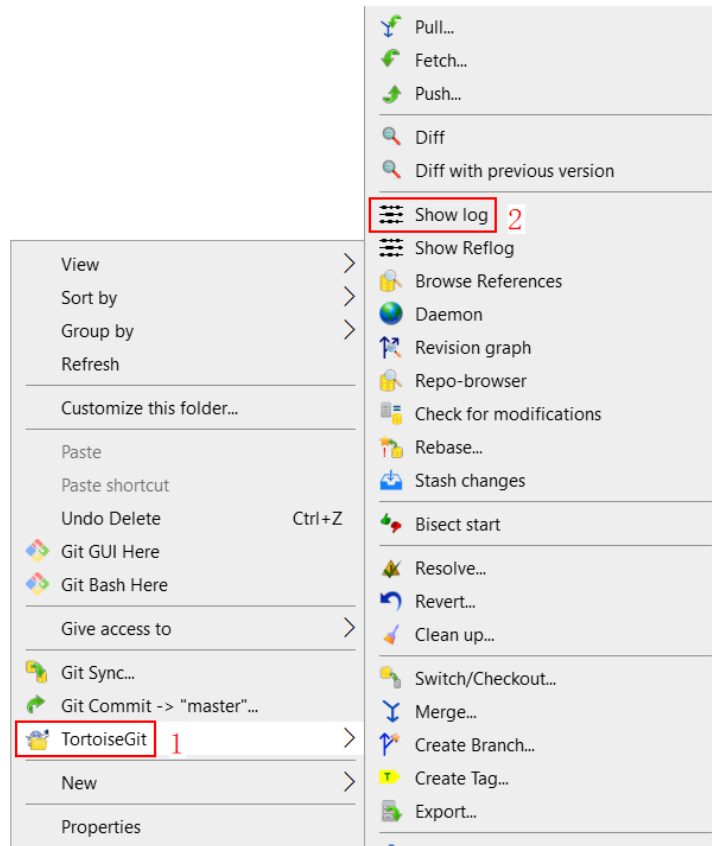 View
Sort by
Group by
Refresh
Customize this folder...
Paste
Paste shortcut
Undo Delete Ctrl+Z
Git GUI Here
Git Bash Here
Give access to
Git Sync...
Git Commit -> "master"...
TortoiseGit 1
New
Properties
Pull...
Fetch...
Push...
Diff
Diff with previous version
Show log 2
Show Reflog
Browse References
Daemon
Revision graph
Repo-browser
Check for modifications
Rebase...
Stash changes
Bisect start
Resolve...
Revert...
Clean up...
Switch/Checkout...
Merge...
Create Branch...
Create Tag...
Export...